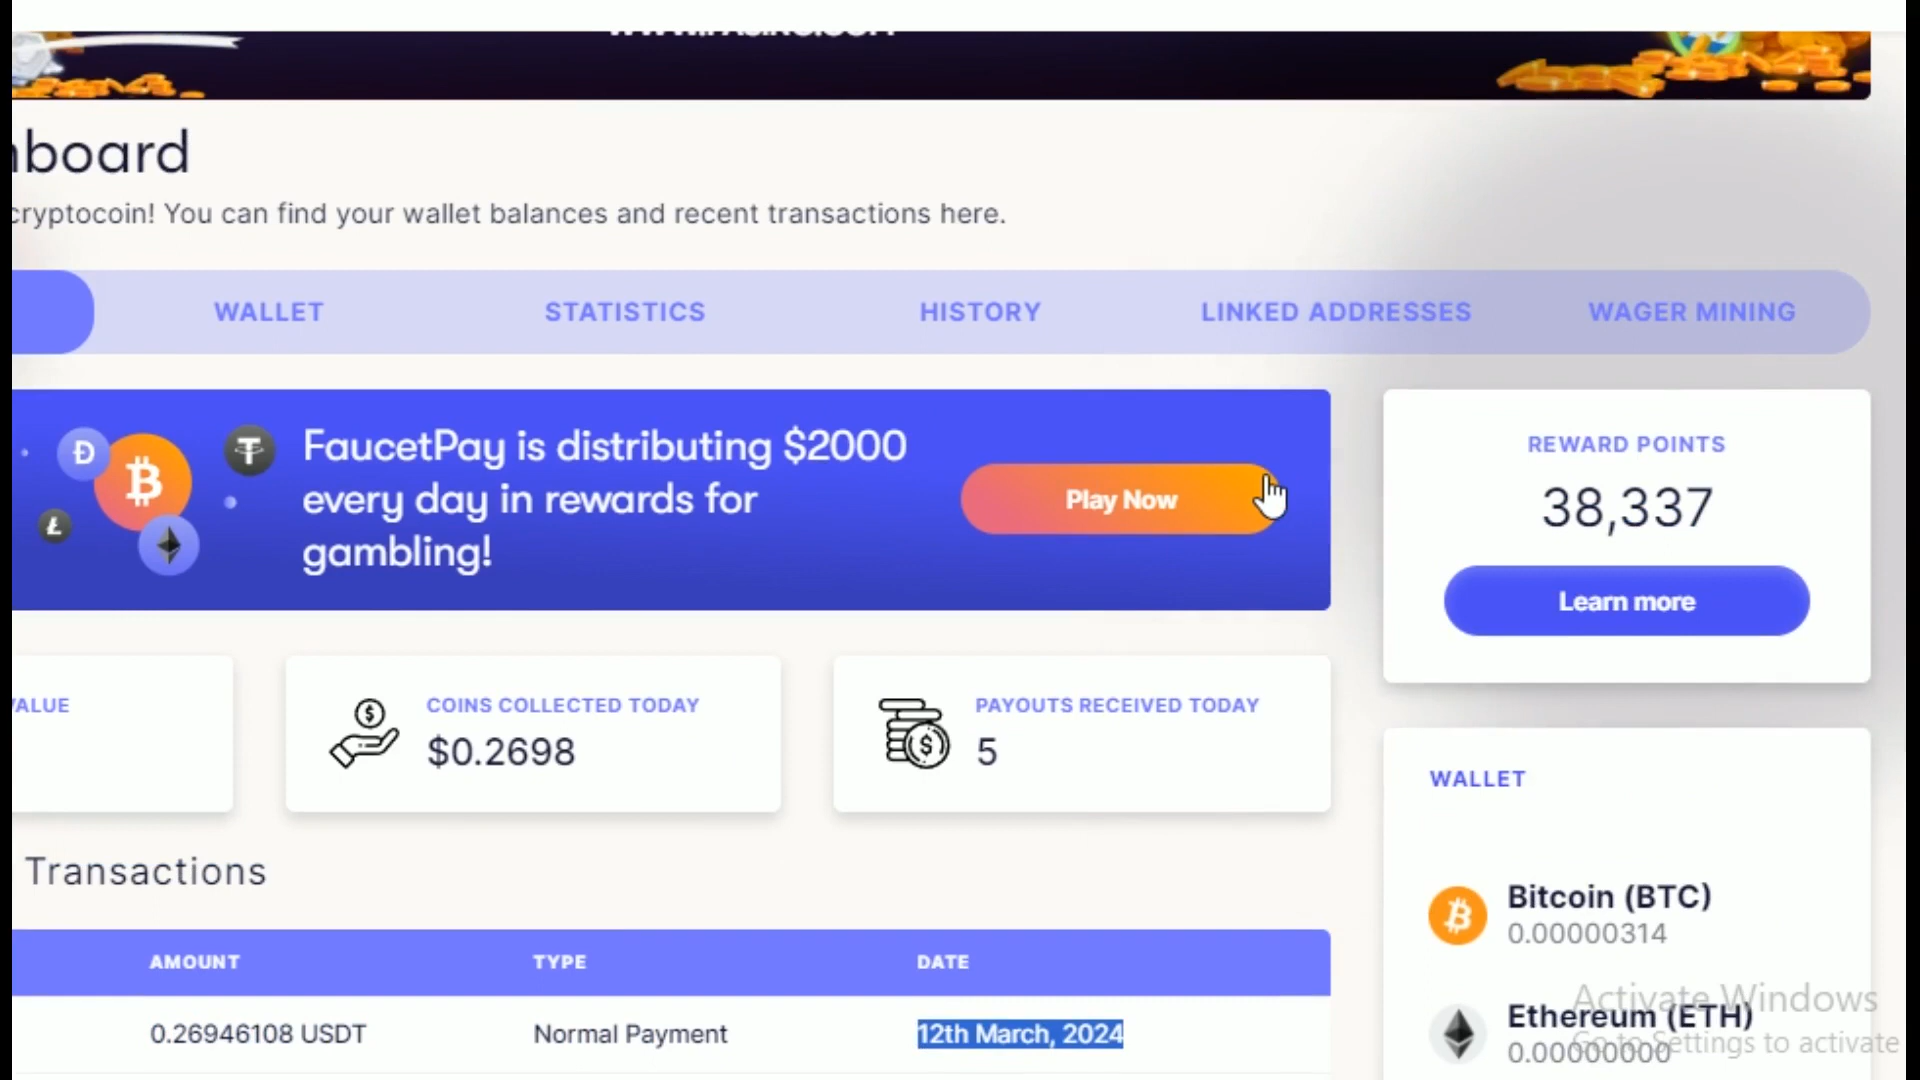 board
cryptocoin! You can find your wallet balances and recent transactions here.
WALLET STATISTICS HISTORY LINKED ADDRESSES WAGER MINING
FaucetPay is distributing $2000
every day in rewards for
gambling!
Play Now
REWARD POINTS
38,337
Learn more
VALUE
COINS COLLECTED TODAY
$0.2698
PAYOUTS RECEIVED TODAY
5
WALLET
Transactions
AMOUNT TYPE DATE
0.26946108 USDT Normal Payment 12th March, 2024
Bitcoin (BTC)
0.00000314
Ethereum (ETH)
0.00000000
Activate Windows
Go to Settings to activate